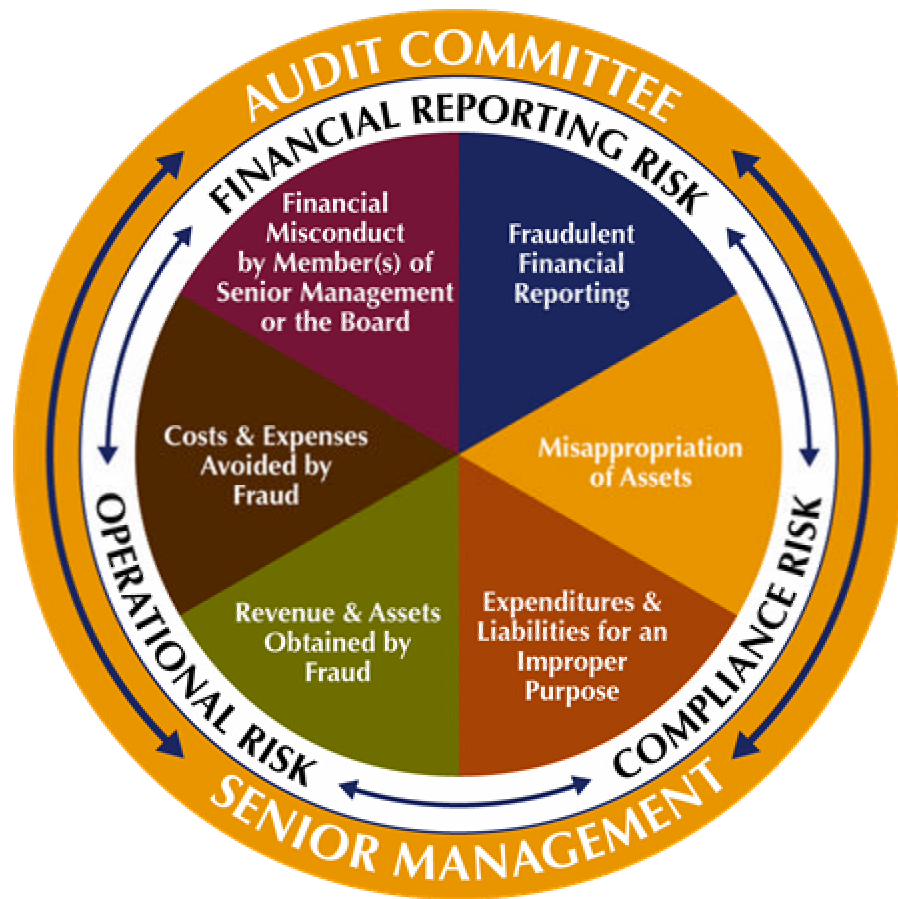 AUDIT COMMITTEE
FINANCIAL REPORTING RISK
Financial
Misconduct
by Member(s) of
Senior Management
or the Board
Fraudulent
Financial
Reporting
Costs & Expenses
Avoided by
Fraud
Misappropriation
of Assets
Revenue & Assets
Obtained by
Fraud
Expenditures &
Liabilities for an
Improper
Purpose
OPERATIONAL RISK
COMPLIANCE RISK
SENIOR MANAGEMENT